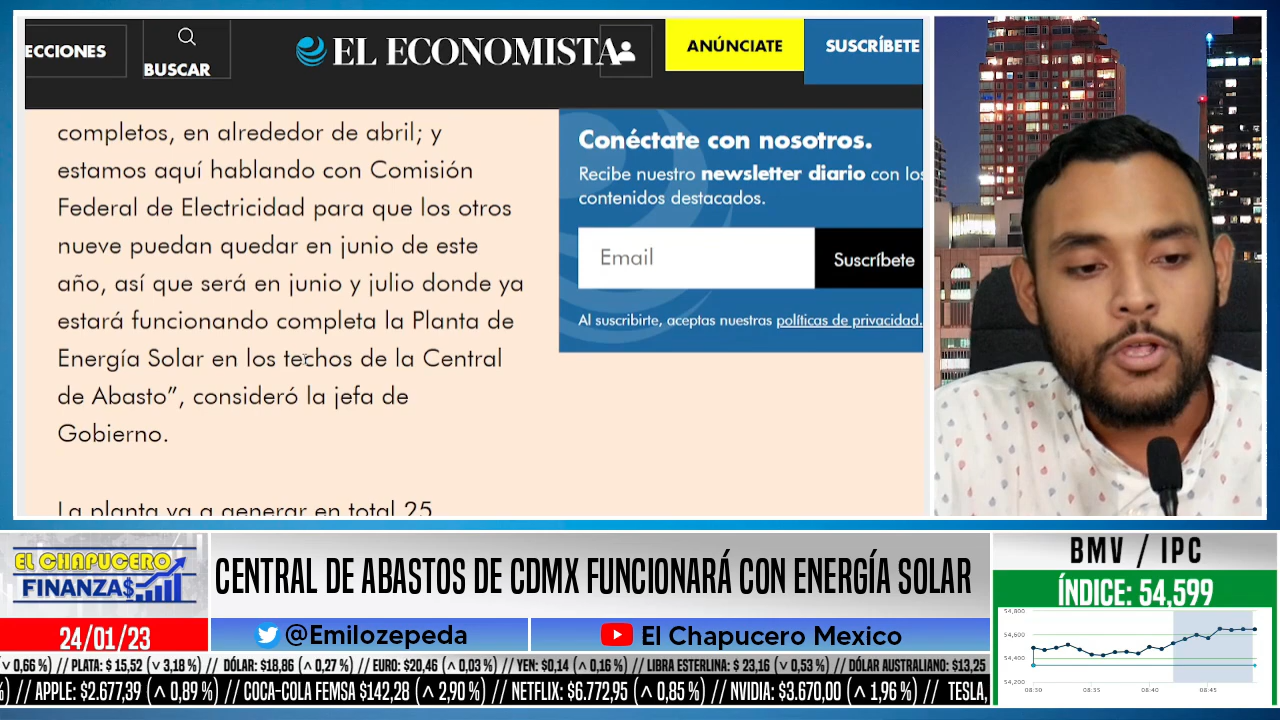 ECCIONES
BUSCAR
EL ECONOMISTA
ANÚNCIATE
SUSCRÍBETE
completos, en alrededor de abril; y
estamos aquí hablando con Comisión
Federal de Electricidad para que los otros
nueve puedan quedar en junio de este
año, así que será en junio y julio donde ya
estará funcionando completa la Planta de
Energía Solar en los techos de la Central
de Abasto”, consideró la jefa de
Gobierno.
La planta va a generar en total 25
Conéctate con nosotros.
Recibe nuestro newsletter diario con los
contenidos destacados.
Email
Suscríbete
Al suscribirte, aceptas nuestras políticas de privacidad.
EL CHAPUCERO
FINANZA$
CENTRAL DE ABASTOS DE CDMX FUNCIONARÁ CON ENERGÍA SOLAR
24/01/23
@Emilozepeda
El Chapucero Mexico
BMV / IPC
ÍNDICE: 54,599
54,800
54,600
54,400
54,200
08:30 08:35 08:40 08:45
(˅ 0,66 %) // PLATA: $ 15,52 (˅ 3,18 %) // DÓLAR: $18,86 (˄ 0,27 %) // EURO: $20,46 (˄ 0,03 %) // YEN: $0,14 (˄ 0,16 %) // LIBRA ESTERLINA: $ 23,16 (˅ 0,53 %) // DÓLAR AUSTRALIANO: $13,25
%) // APPLE: $2.677,39 (˄ 0,89 %) // COCA-COLA FEMSA $142,28 (˄ 2,90 %) // NETFLIX: $6.772,95 (˄ 0,85 %) // NVIDIA: $3.670,00 (˄ 1,96 %) // TESLA,